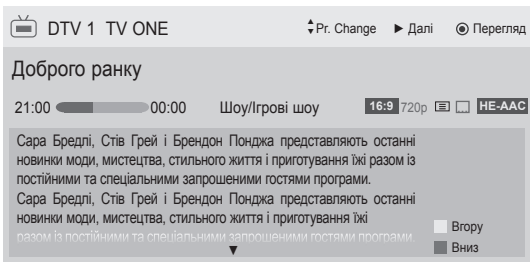 DTV 1 TV ONE Pr. Change Далі Перегляд
Доброго ранку
21:00 00:00 Шоу/Ігрові шоу 16:9 720p HE-AAC
Сара Бредлі, Стів Грей і Брендон Понджа представляють останні
новинки моди, мистецтва, стильного життя і приготування їжі разом із
постійними та спеціальними запрошеними гостями програми.
Сара Бредлі, Стів Грей і Брендон Понджа представляють останні
новинки моди, мистецтва, стильного життя і приготування їжі
разом із постійними та спеціальними запрошеними гостями програми.
Вгору
Вниз